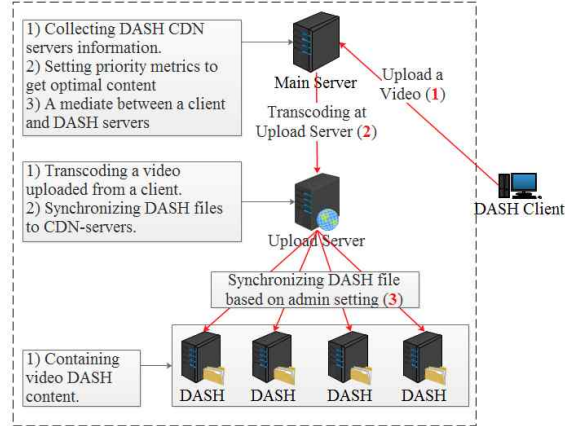 1) Collecting DASH CDN
servers information.
2) Setting priority metrics to
get optimal content
3) A mediate between a client
and DASH servers
Main Server
Upload a
Video (1)
Transcoding at
Upload Server (2)
1) Transcoding a video
uploaded from a client.
2) Synchronizing DASH files
to CDN-servers.
DASH Client
Upload Server
Synchronizing DASH file
based on admin setting (3)
1) Containing
video DASH
content.
DASH
DASH
DASH
DASH